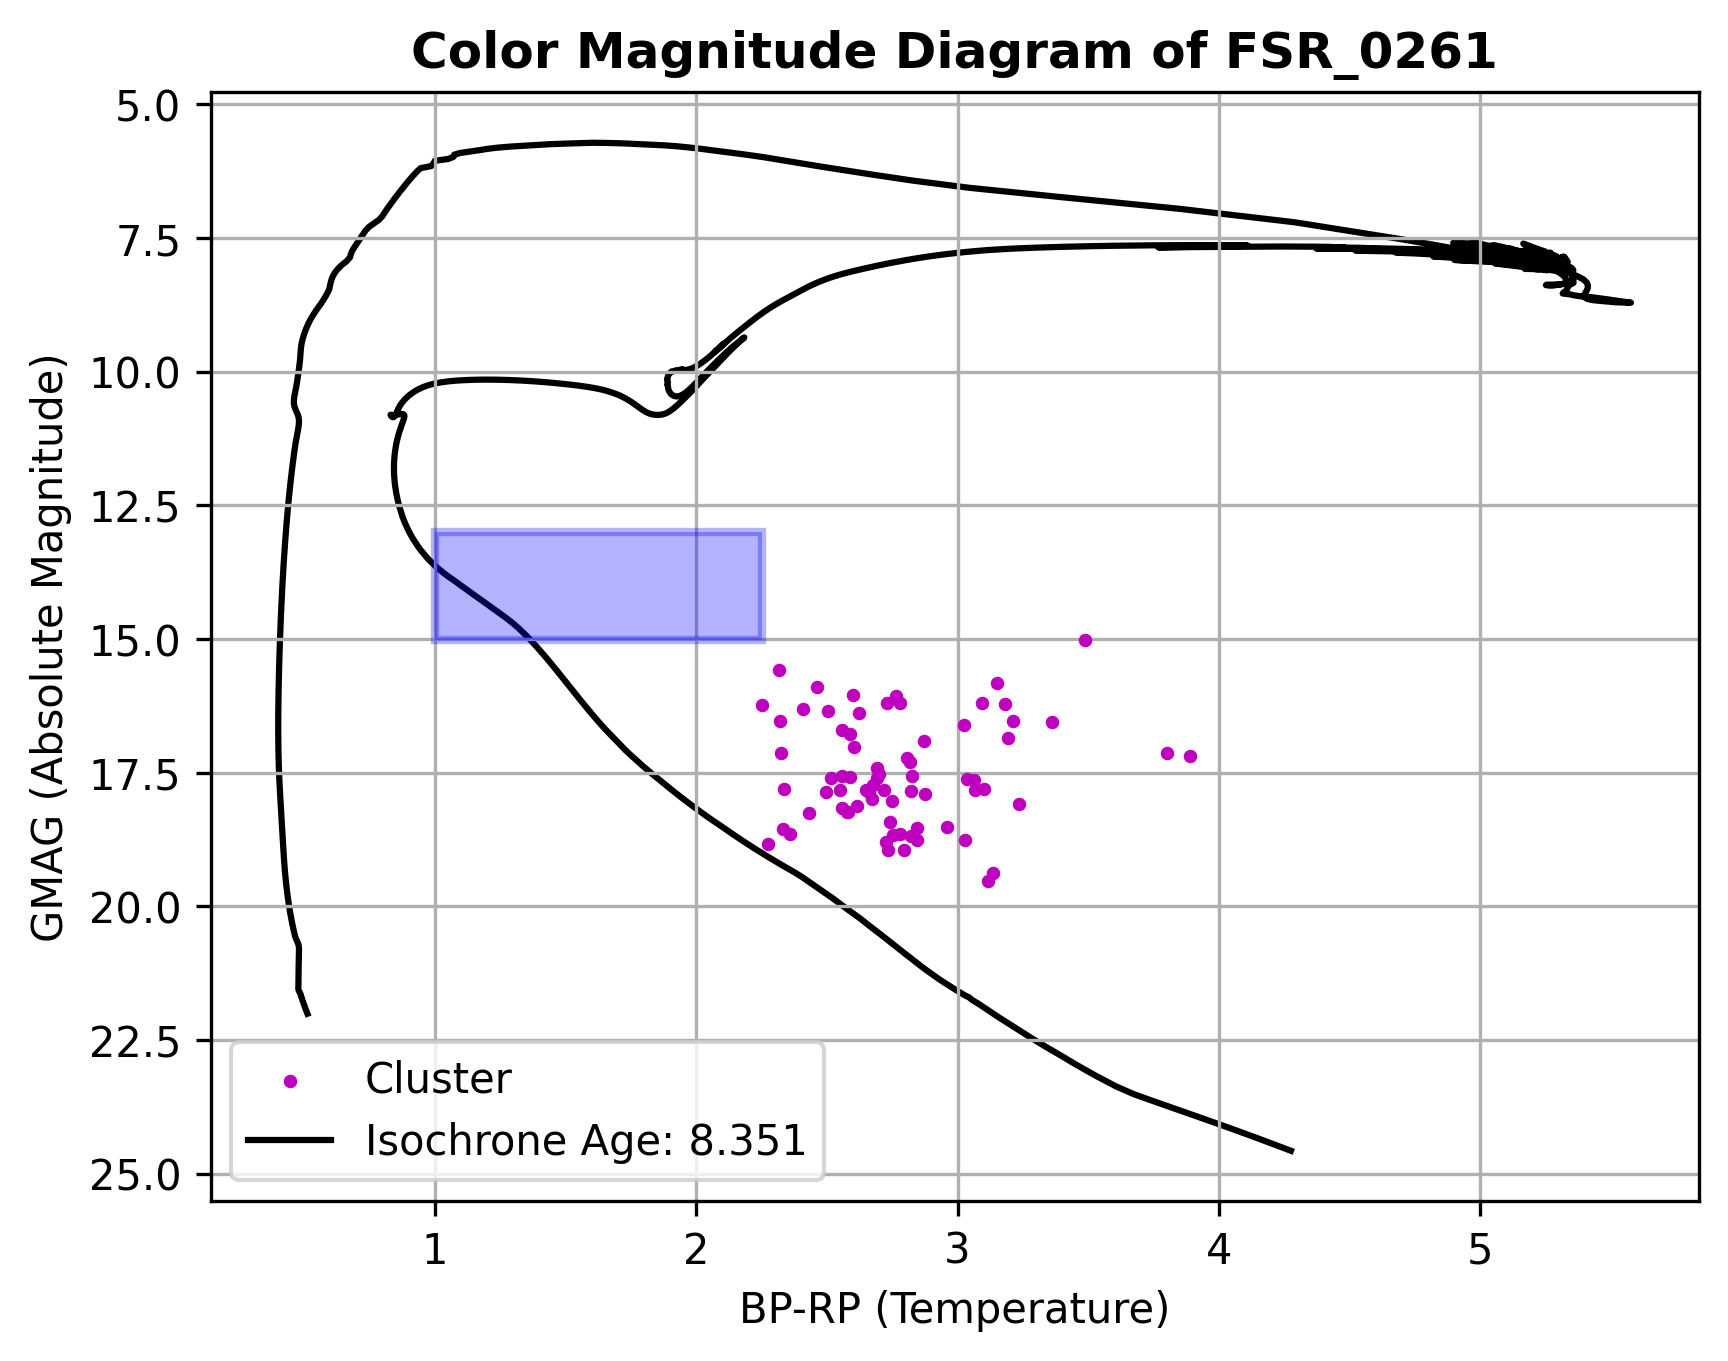 Color Magnitude Diagram of FSR_0261
GMAG (Absolute Magnitude)
5.0
7.5
10.0
12.5
15.0
17.5
20.0
22.5
25.0
Cluster
Isochrone Age: 8.351
1 2 3 4 5
BP-RP (Temperature)